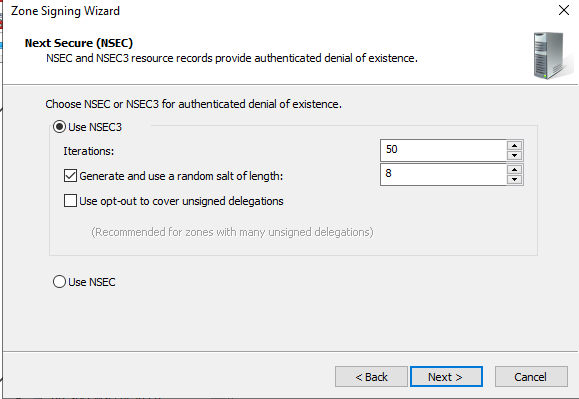 Zone Signing Wizard
Next Secure (NSEC)
NSEC and NSEC3 resource records provide authenticated denial of existence.
Choose NSEC or NSEC3 for authenticated denial of existence.
Use NSEC3
Iterations: 50
Generate and use a random salt of length: 8
Use opt-out to cover unsigned delegations
(Recommended for zones with many unsigned delegations)
Use NSEC
< Back Next > Cancel